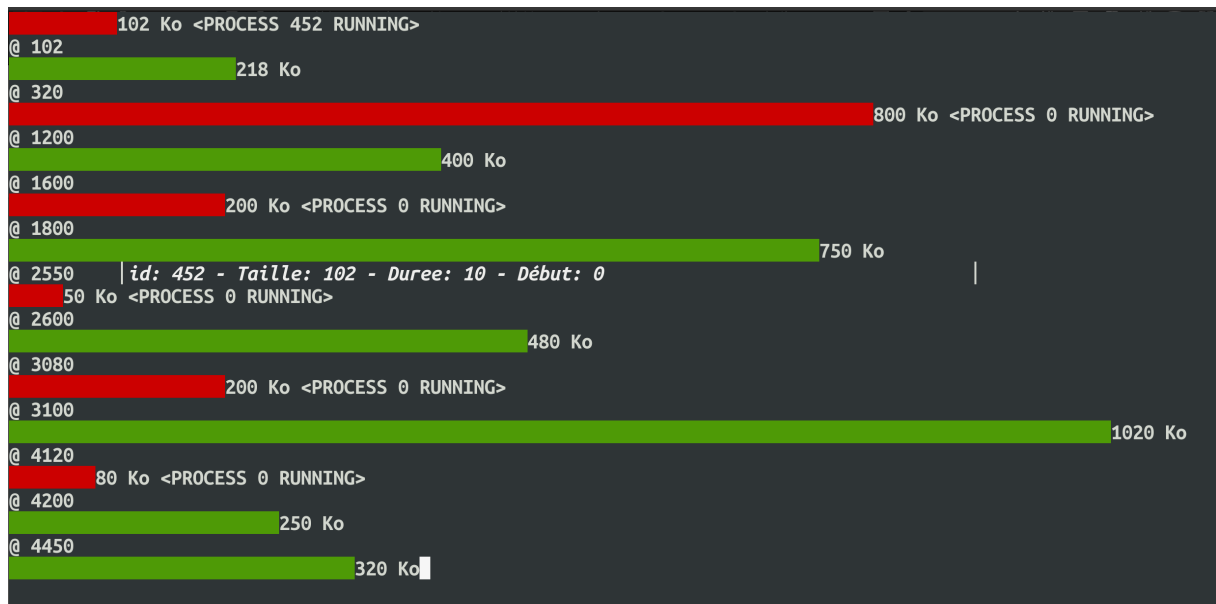 102 Ko <PROCESS 452 RUNNING>
@ 102
218 Ko
@ 320
800 Ko <PROCESS 0 RUNNING>
@ 1200
400 Ko
@ 1600
200 Ko <PROCESS 0 RUNNING>
@ 1800
750 Ko
@ 2550 |id: 452 - Taille: 102 - Duree: 10 - Début: 0 |
50 Ko <PROCESS 0 RUNNING>
@ 2600
480 Ko
@ 3080
200 Ko <PROCESS 0 RUNNING>
@ 3100
1020 Ko
@ 4120
80 Ko <PROCESS 0 RUNNING>
@ 4200
250 Ko
@ 4450
320 Ko